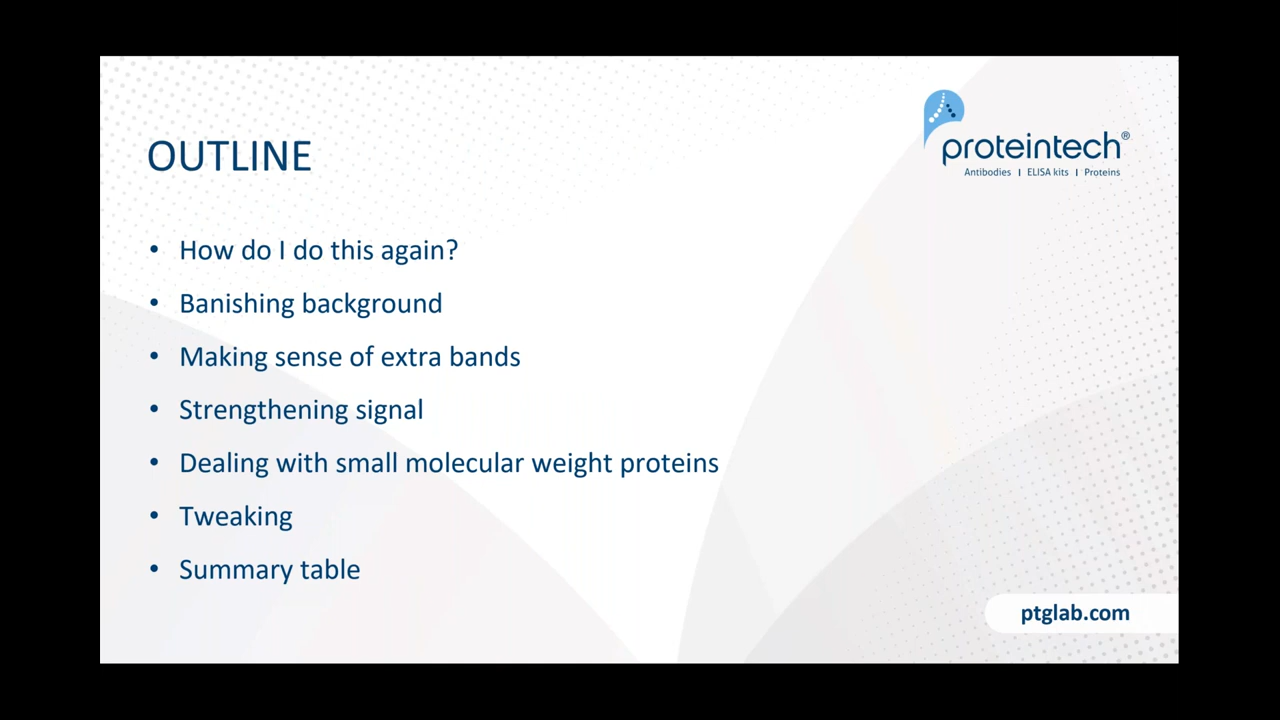 OUTLINE
proteintech®
Antibodies | ELISA kits | Proteins
• How do I do this again?
• Banishing background
• Making sense of extra bands
• Strengthening signal
• Dealing with small molecular weight proteins
• Tweaking
• Summary table
ptglab.com